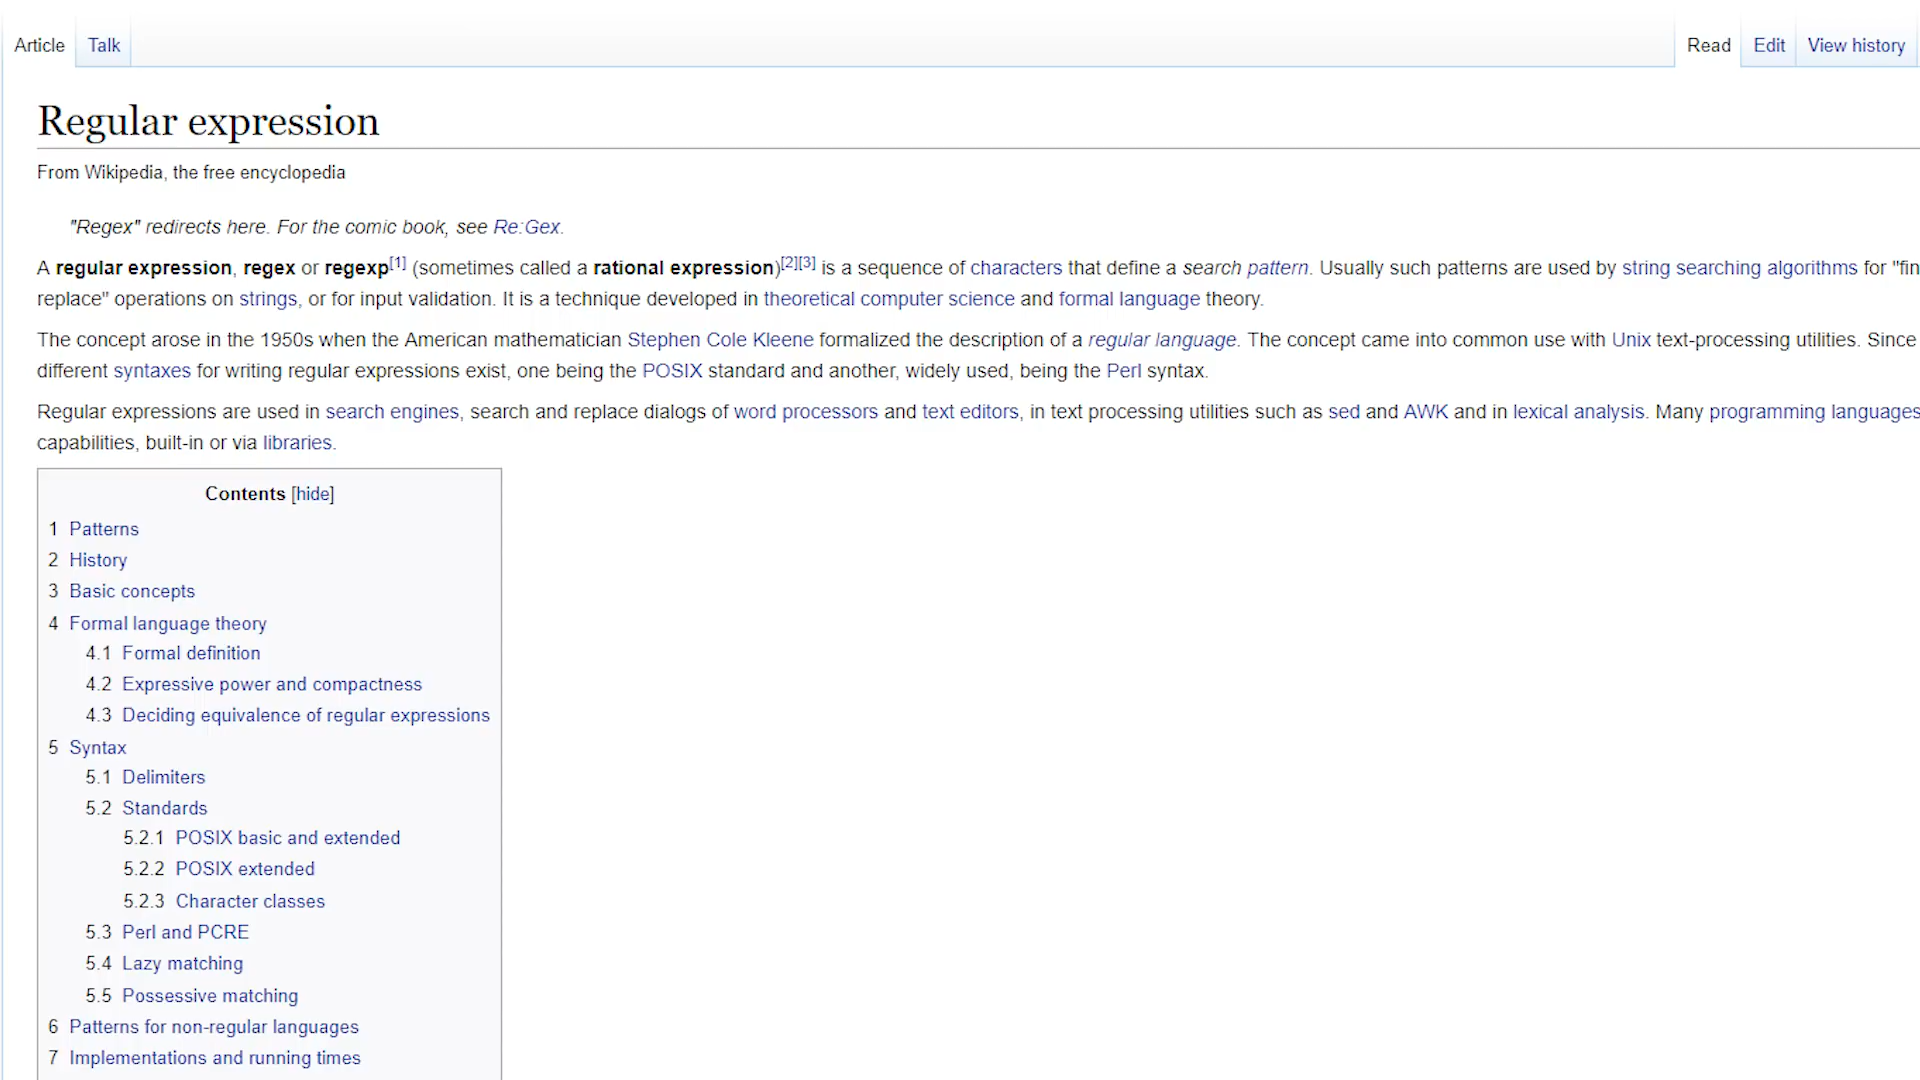 Article Talk Read Edit View history
Regular expression
From Wikipedia, the free encyclopedia
"Regex" redirects here. For the comic book, see Re:Gex.
A regular expression, regex or regexp[1] (sometimes called a rational expression)[2][3] is a sequence of characters that define a search pattern. Usually such patterns are used by string searching algorithms for "fin
replace" operations on strings, or for input validation. It is a technique developed in theoretical computer science and formal language theory.
The concept arose in the 1950s when the American mathematician Stephen Cole Kleene formalized the description of a regular language. The concept came into common use with Unix text-processing utilities. Since
different syntaxes for writing regular expressions exist, one being the POSIX standard and another, widely used, being the Perl syntax.
Regular expressions are used in search engines, search and replace dialogs of word processors and text editors, in text processing utilities such as sed and AWK and in lexical analysis. Many programming languages
capabilities, built-in or via libraries.
Contents [hide]
1 Patterns
2 History
3 Basic concepts
4 Formal language theory
4.1 Formal definition
4.2 Expressive power and compactness
4.3 Deciding equivalence of regular expressions
5 Syntax
5.1 Delimiters
5.2 Standards
5.2.1 POSIX basic and extended
5.2.2 POSIX extended
5.2.3 Character classes
5.3 Perl and PCRE
5.4 Lazy matching
5.5 Possessive matching
6 Patterns for non-regular languages
7 Implementations and running times